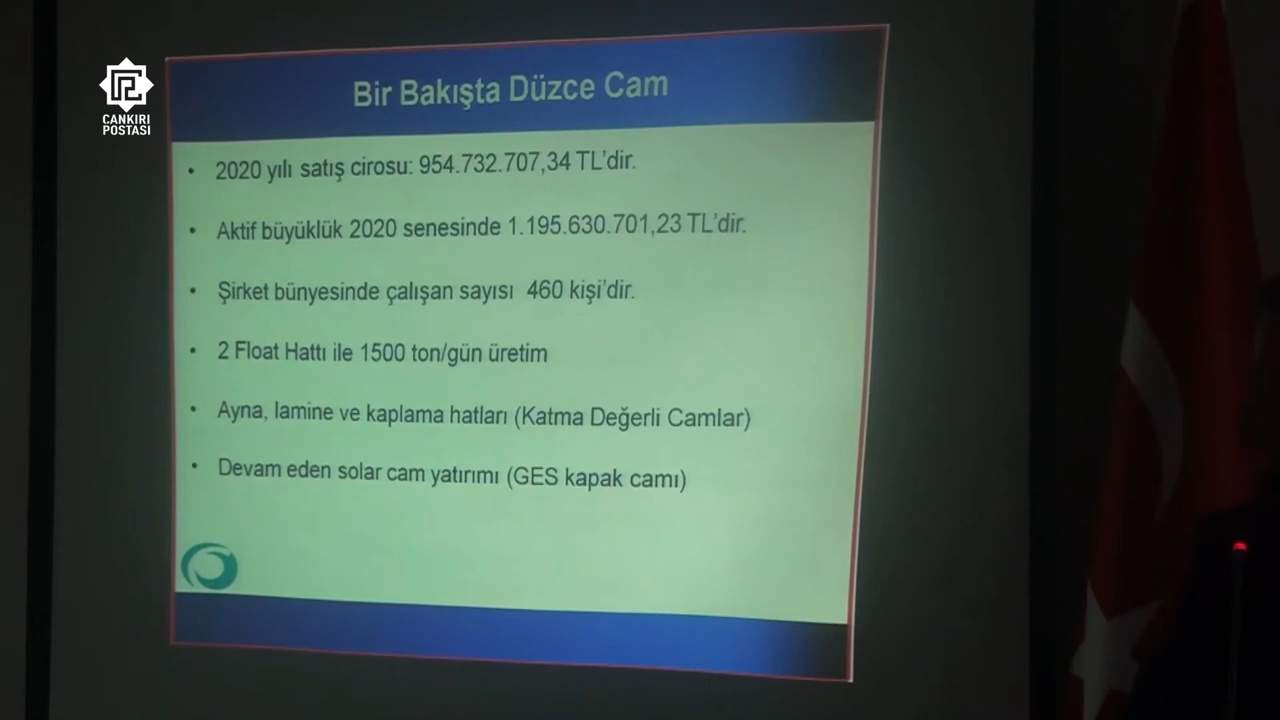 ÇANKIRI
POSTASI
Bir Bakışta Düzce Cam
• 2020 yılı satış cirosu: 954.732.707,34 TL'dir.
• Aktif büyüklük 2020 senesinde 1.195.630.701,23 TL'dir.
• Şirket bünyesinde çalışan sayısı 460 kişi'dir.
• 2 Float Hattı ile 1500 ton/gün üretim
• Ayna, lamine ve kaplama hatları (Katma Değerli Camlar)
• Devam eden solar cam yatırımı (GES kapak camı)